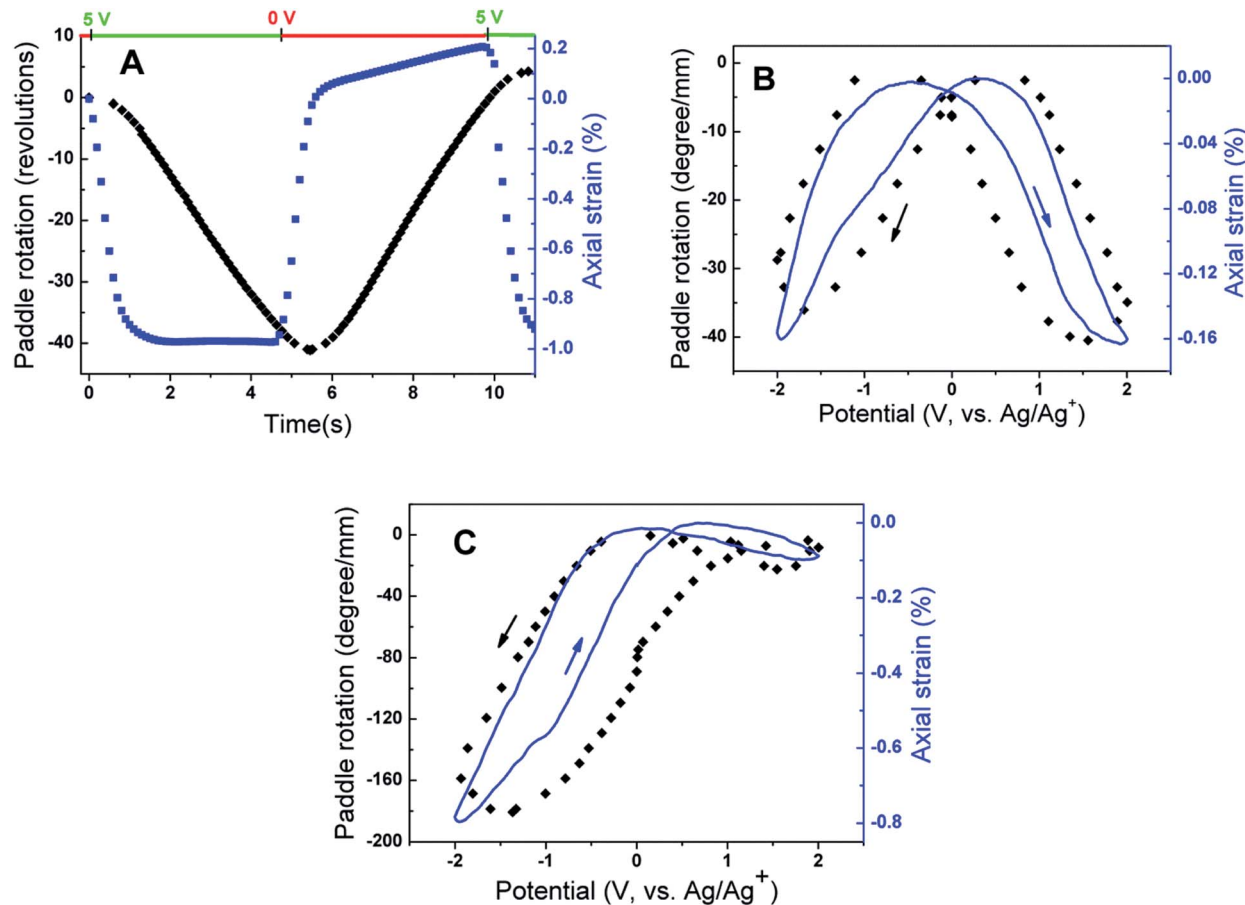 5 V 0 V 5 V
A
10
0
-10
-20
-30
-40
Paddle rotation (revolutions)
0.2
0.0
-0.2
-0.4
-0.6
-0.8
-1.0
Axial strain (%)
0 2 4 6 8 10
Time(s)
B
0
-10
-20
-30
-40
Paddle rotation (degree/mm)
0.00
-0.04
-0.08
-0.12
-0.16
Axial strain (%)
-2 -1 0 1 2
Potential (V, vs. Ag/Ag⁺)
C
0
-40
-80
-120
-160
-200
Paddle rotation (degree/mm)
0.0
-0.2
-0.4
-0.6
-0.8
Axial strain (%)
-2 -1 0 1 2
Potential (V, vs. Ag/Ag⁺)